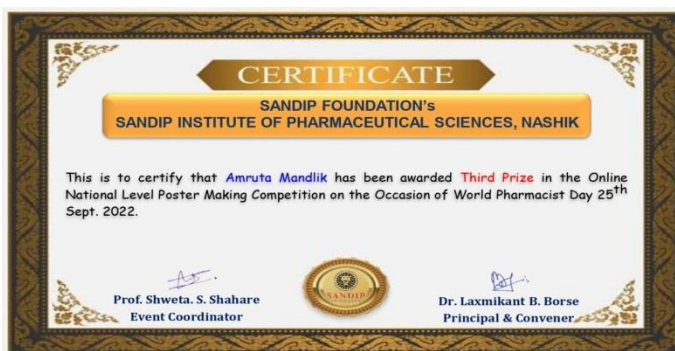 CERTIFICATE
SANDIP FOUNDATION's
SANDIP INSTITUTE OF PHARMACEUTICAL SCIENCES, NASHIK
This is to certify that Amruta Mandlik has been awarded Third Prize in the Online
National Level Poster Making Competition on the Occasion of World Pharmacist Day 25th
Sept. 2022.
SANDIP
Prof. Shweta. S. Shahare
Event Coordinator
Dr. Laxmikant B. Borse
Principal & Convener